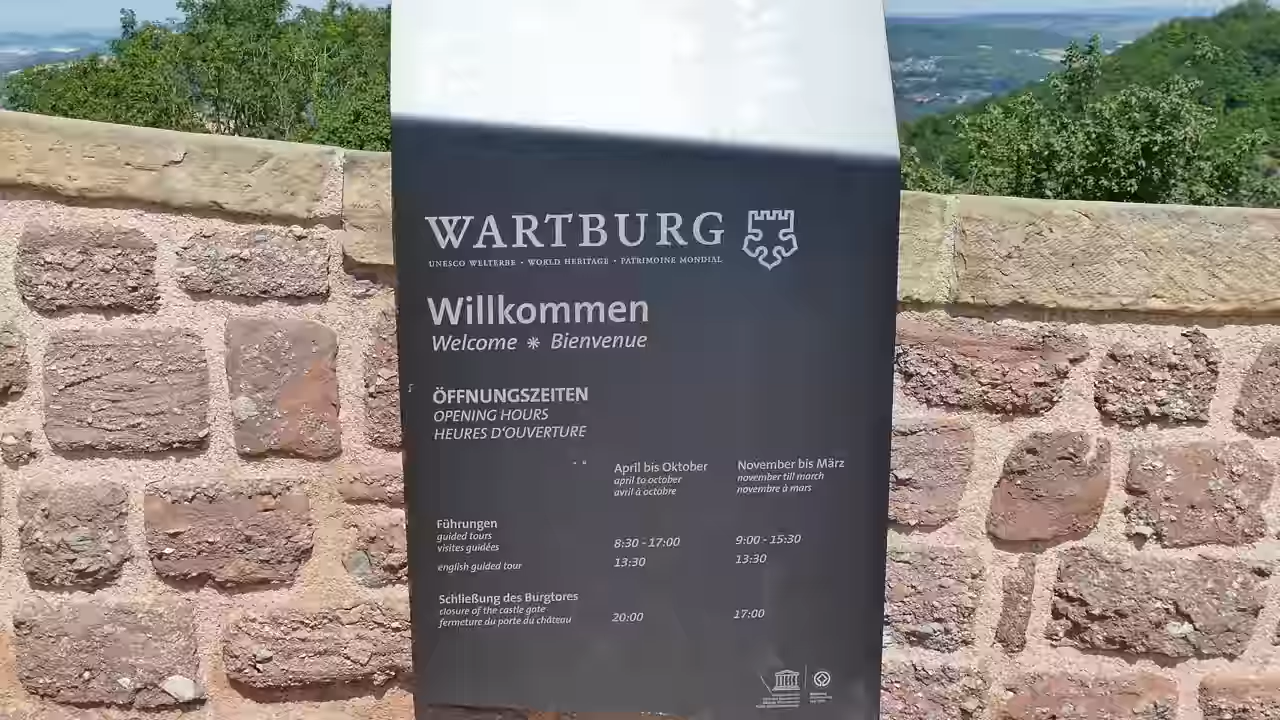 WARTBURG
UNESCO WELTERBE • WORLD HERITAGE • PATRIMOINE MONDIAL
Willkommen
Welcome ✳ Bienvenue
ÖFFNUNGSZEITEN
OPENING HOURS
HEURES D'OUVERTURE
April bis Oktober
april to october
avril à octobre
November bis März
november till march
novembre à mars
Führungen
guided tours
visites guidées
8:30 - 17:00
9:00 - 15:30
english guided tour
13:30
13:30
Schließung des Burgtores
closure of the castle gate
fermeture du porte du château
20:00
17:00